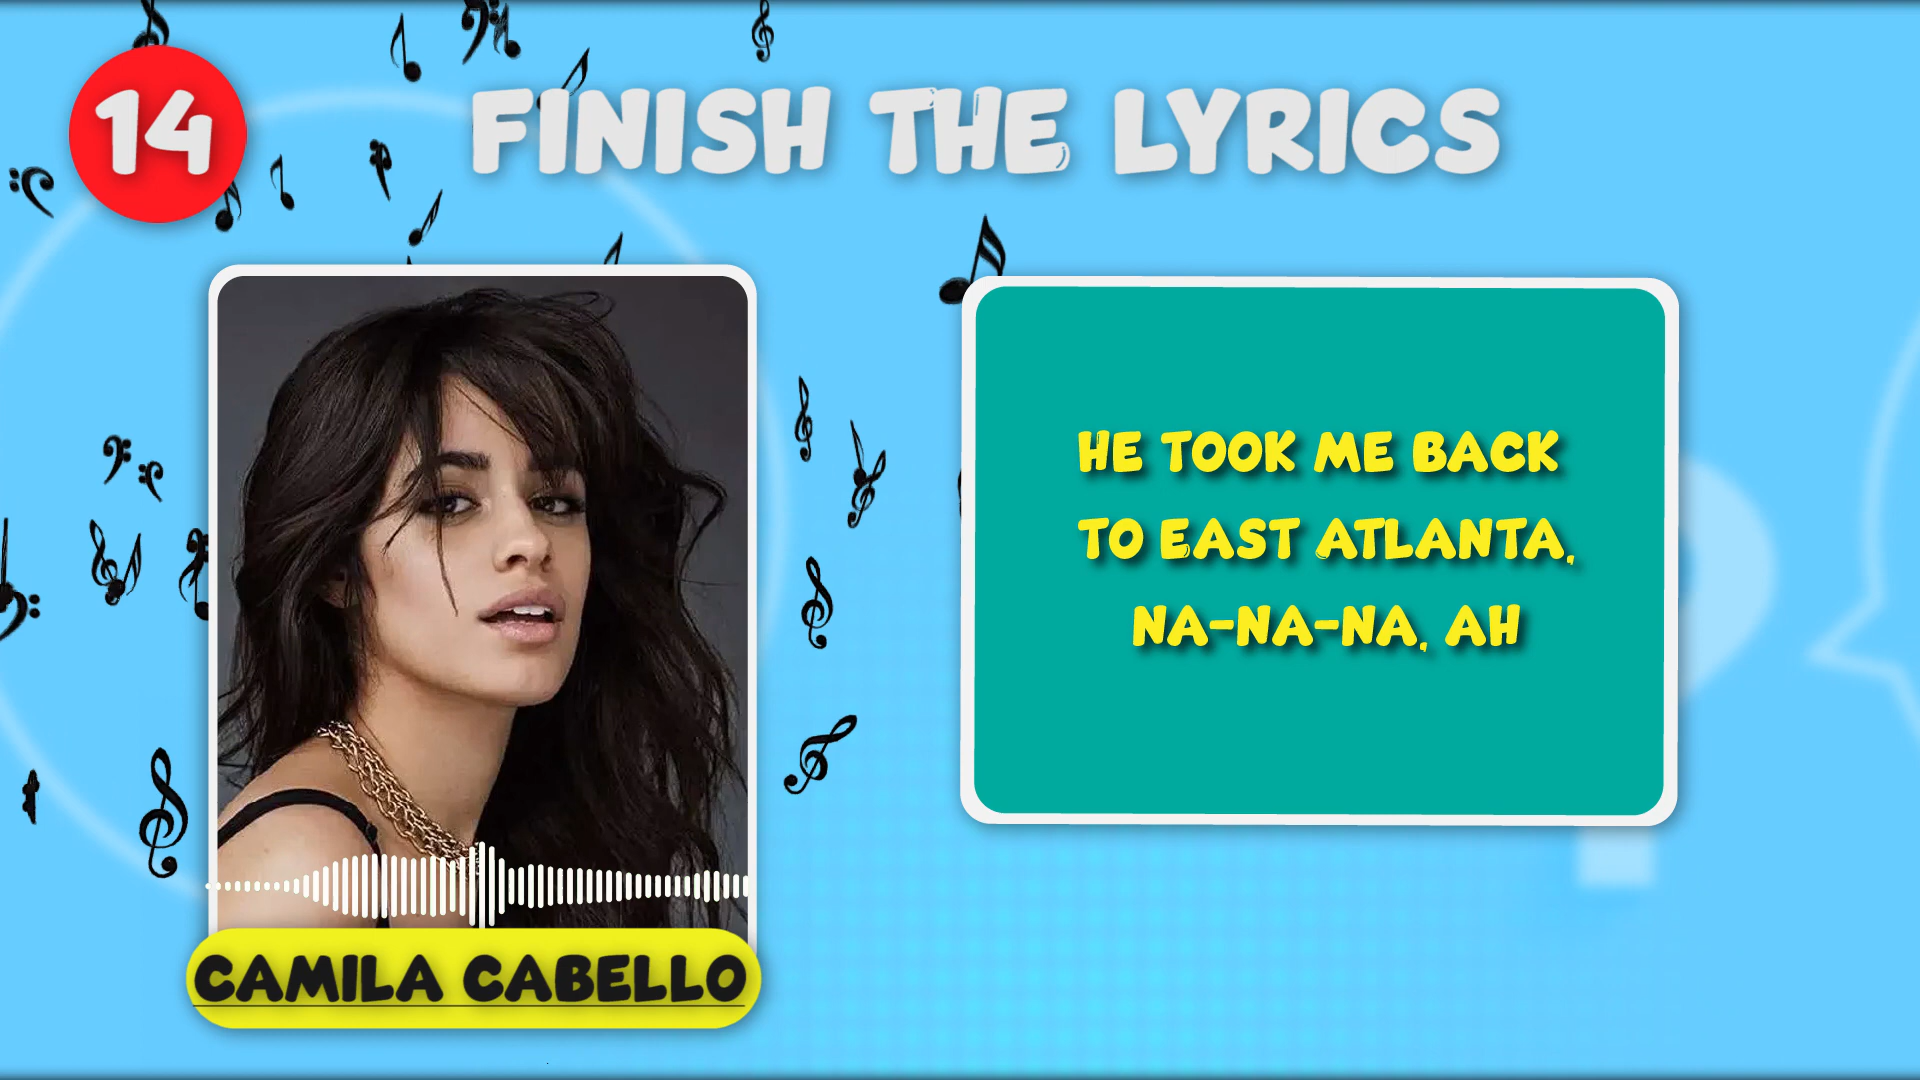 14
FINISH THE LYRICS
HE TOOK ME BACK
TO EAST ATLANTA,
NA-NA-NA, AH
CAMILA CABELLO